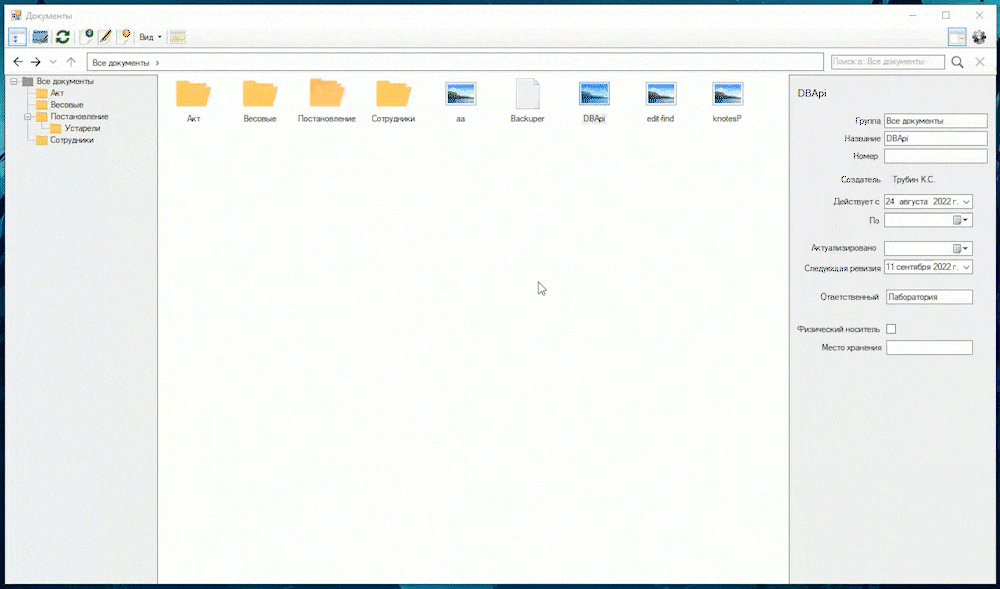 Документы
Вид
Все документы ›
Поиск в: Все документы
Все документы
Акт
Весовые
Постановление
Устарели
Сотрудники
Акт
Весовые
Постановление
Сотрудники
aa
Backuper
DBApi
edit-find
knotesP
DBApi
Группа Все документы
Название DBApi
Номер
Создатель Трубин К.С.
Действует с 24 августа 2022 г.
По
Актуализировано
Следующая ревизия 11 сентября 2022 г.
Ответственный Лаборатория
Физический носитель
Место хранения